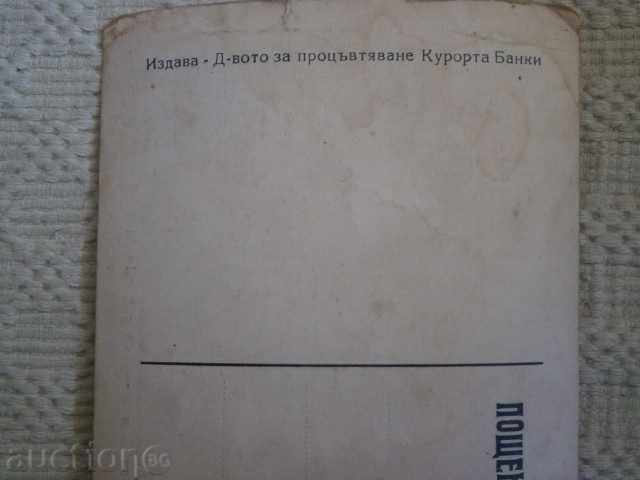 Издава - Д-вото за процъвтяване Курорта Банки
ПОЩЕН
auction BG